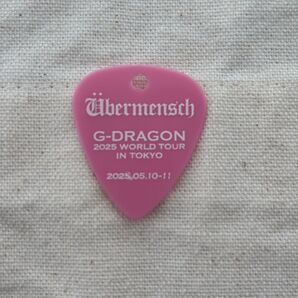 Übermensch
G-DRAGON
2025 WORLD TOUR
IN TOKYO
2025.05.10-11